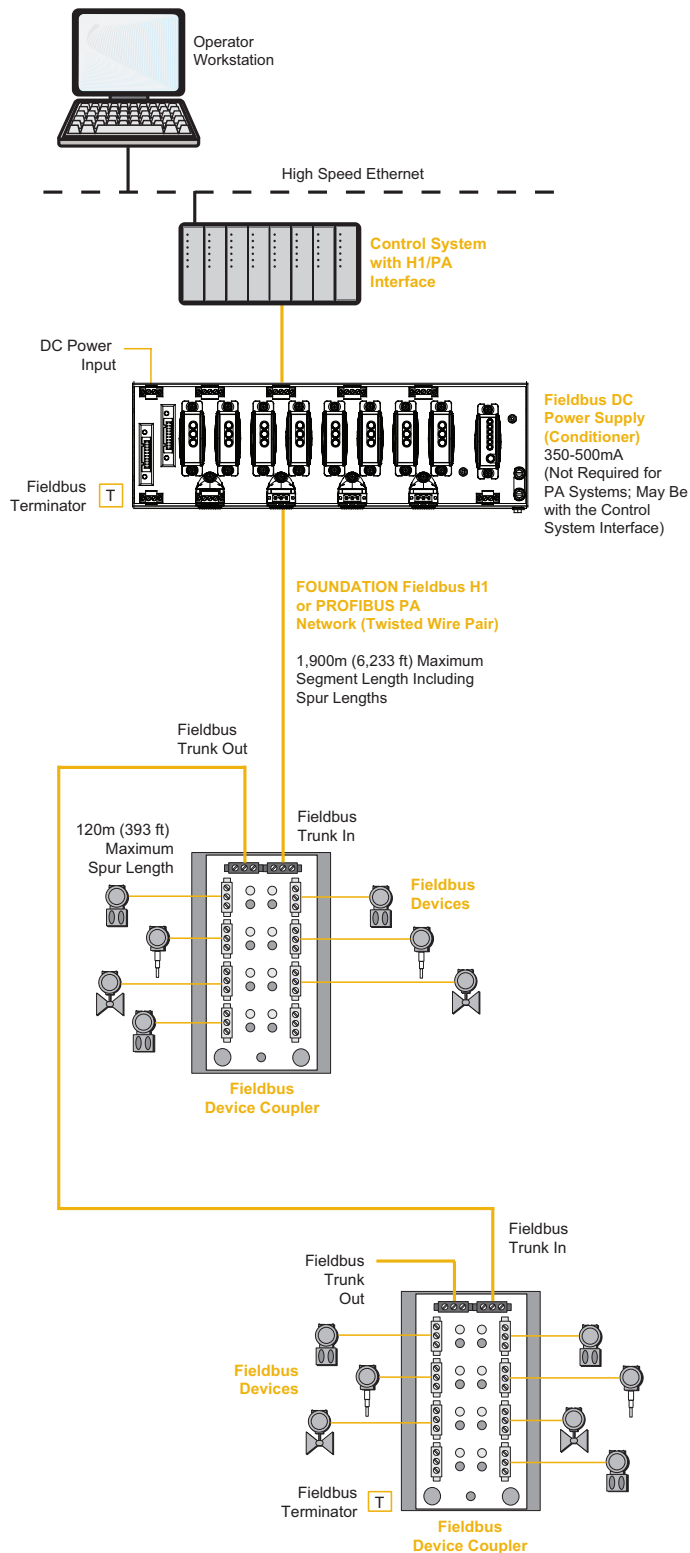 Operator
Workstation
High Speed Ethernet
Control System
with H1/PA
Interface
DC Power
Input
Fieldbus DC
Power Supply
(Conditioner)
350-500mA
(Not Required for
PA Systems; May Be
with the Control
System Interface)
Fieldbus
Terminator
T
FOUNDATION Fieldbus H1
or PROFIBUS PA
Network (Twisted Wire Pair)
1,900m (6,233 ft) Maximum
Segment Length Including
Spur Lengths
Fieldbus
Trunk Out
Fieldbus
Trunk In
120m (393 ft)
Maximum
Spur Length
Fieldbus
Devices
Fieldbus
Device Coupler
Fieldbus
Trunk In
Fieldbus
Trunk
Out
Fieldbus
Devices
Fieldbus
Terminator
T
Fieldbus
Device Coupler